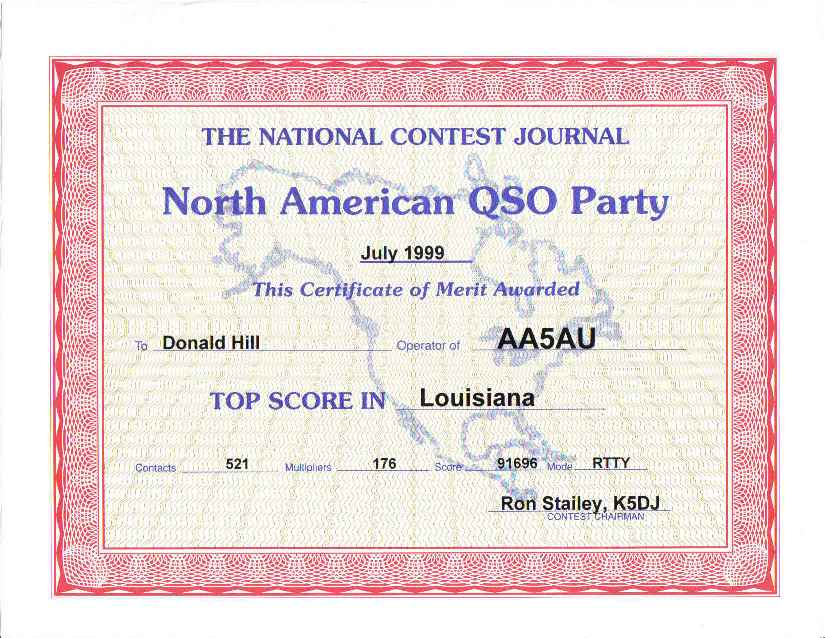 THE NATIONAL CONTEST JOURNAL
North American QSO Party
July 1999
This Certificate of Merit Awarded
To Donald Hill Operator of AA5AU
TOP SCORE IN Louisiana
Contacts 521 Multipliers 176 Score 91696 Mode RTTY
Ron Stailey, K5DJ
CONTEST CHAIRMAN